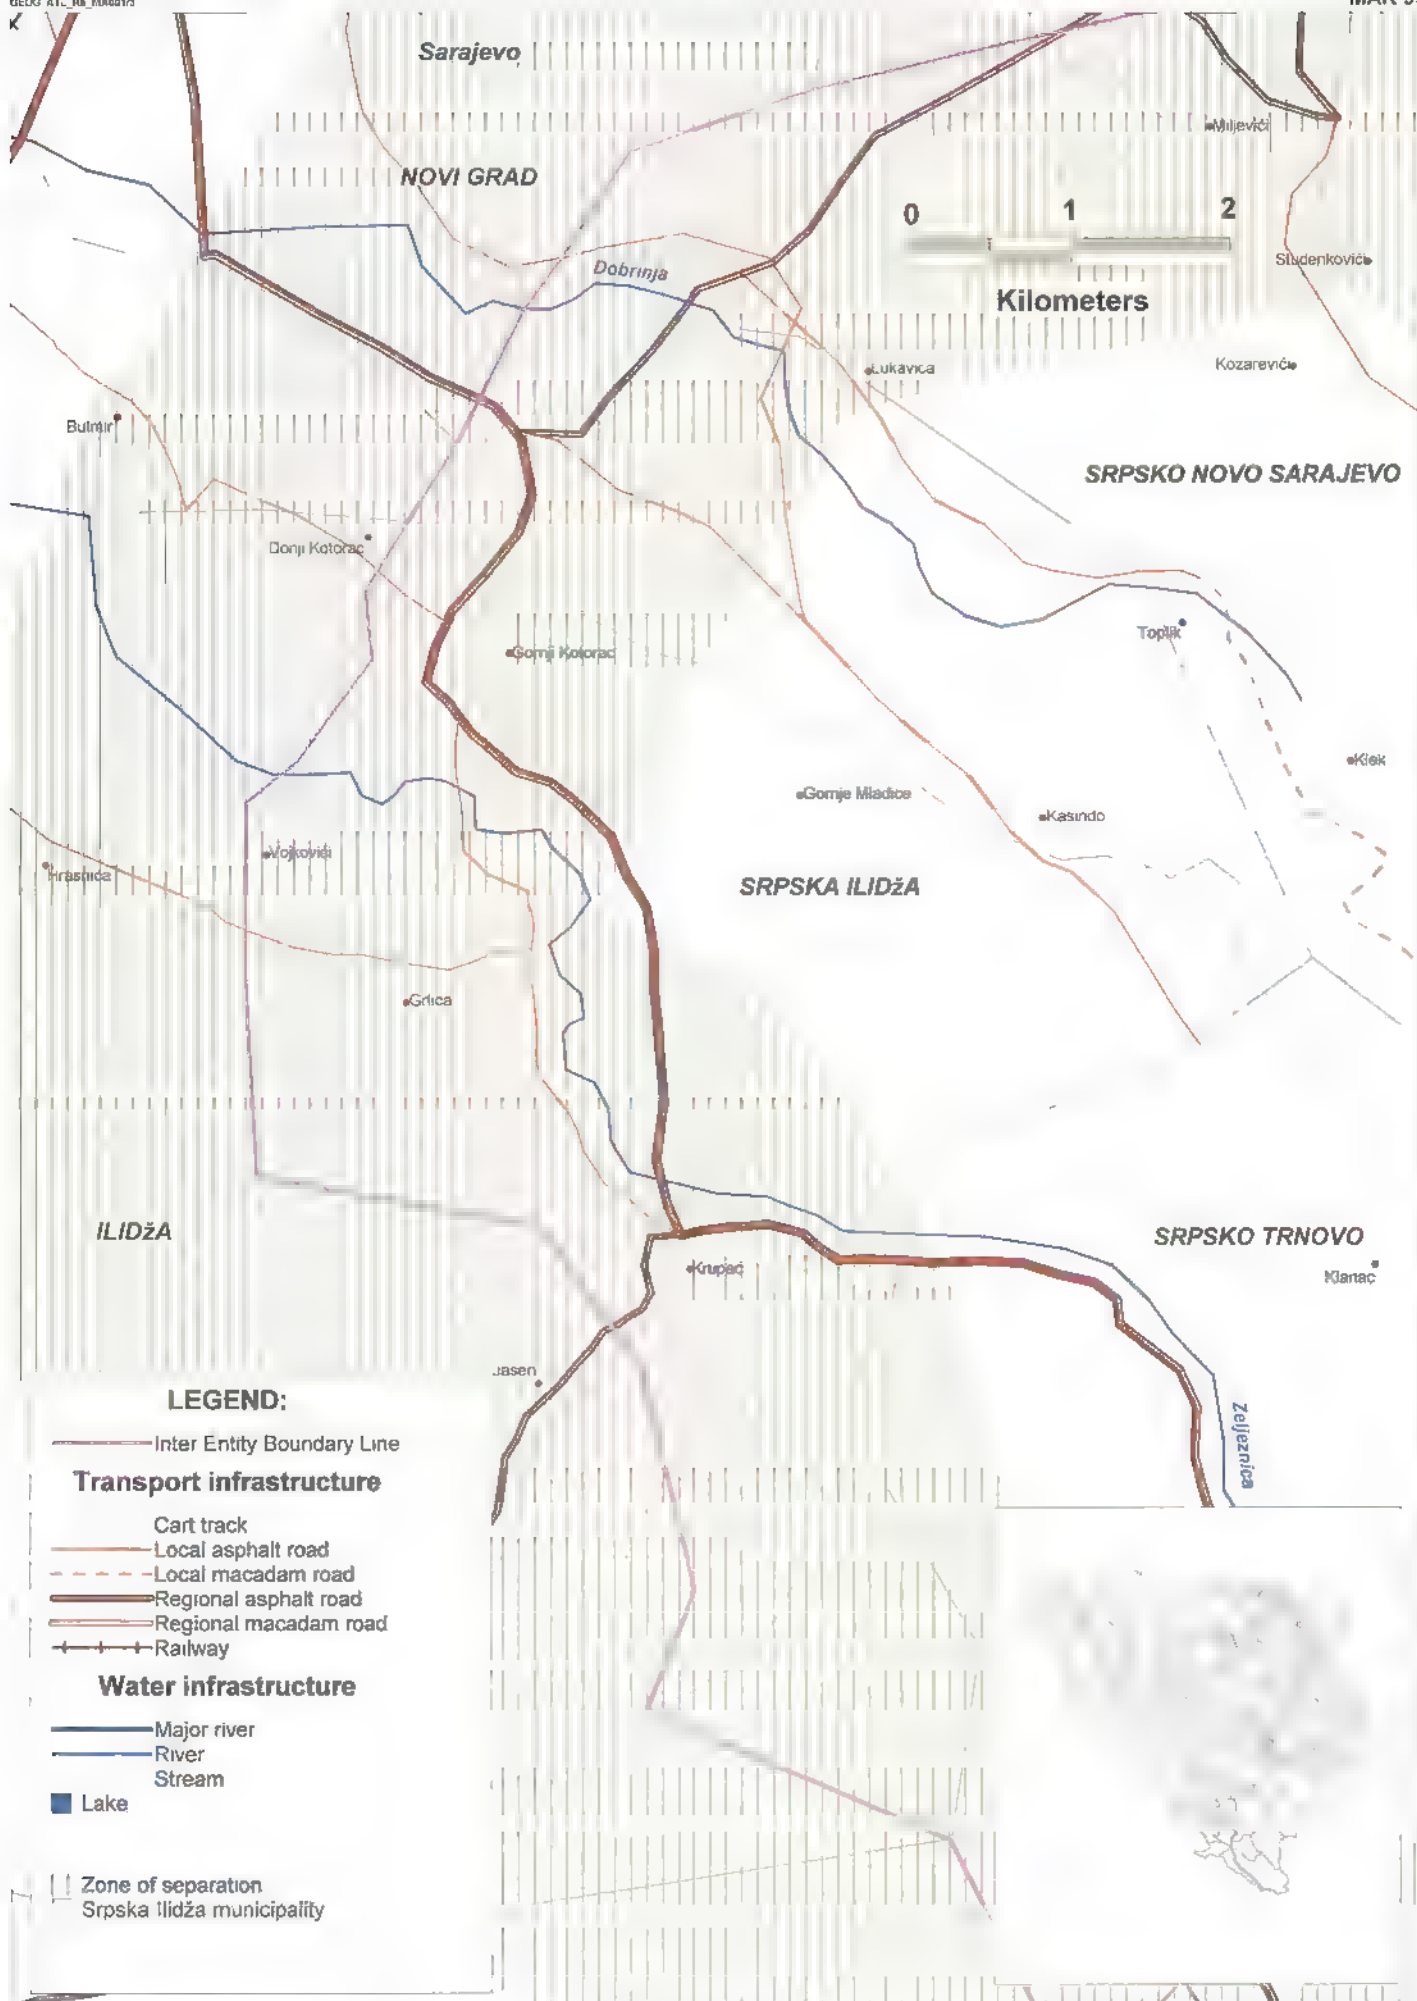 Sarajevo
Miljevići
NOVI GRAD
0 1 2
Kilometers
Studenkovići
Dobrinja
Lukavica
Kozarevići
Butmir
SRPSKO NOVO SARAJEVO
Donji Kotorac
Toplik
Gornji Kotorac
Klek
Gornje Mladice
Kasindo
Vojkovići
Hrasnica
SRPSKA ILIDžA
Grlica
ILIDžA
SRPSKO TRNOVO
Krupac
Klanac
Jasen
Zeljeznica
LEGEND:
Inter Entity Boundary Line
Transport infrastructure
Cart track
Local asphalt road
Local macadam road
Regional asphalt road
Regional macadam road
Railway
Water infrastructure
Major river
River
Stream
Lake
Zone of separation
Srpska Ilidža municipality